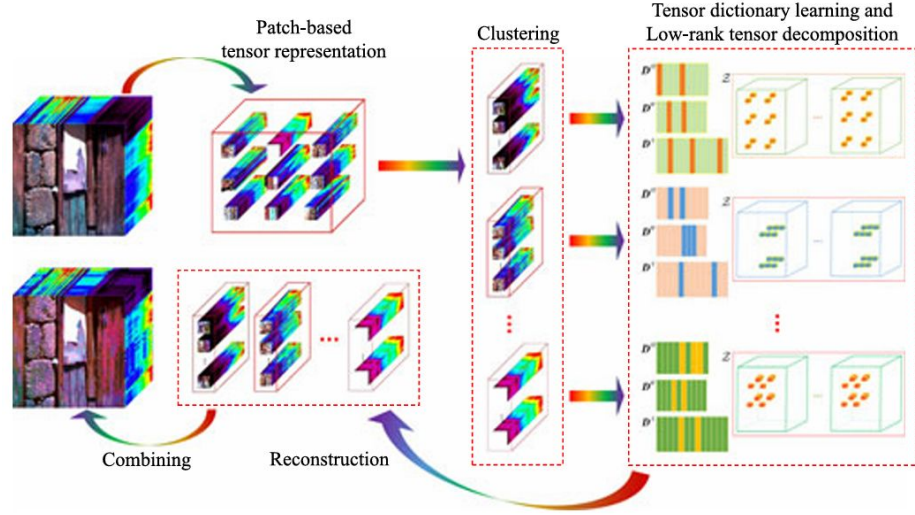 Patch-based
tensor representation
Clustering
Tensor dictionary learning and
Low-rank tensor decomposition
Z
Z
Z
Combining
Reconstruction